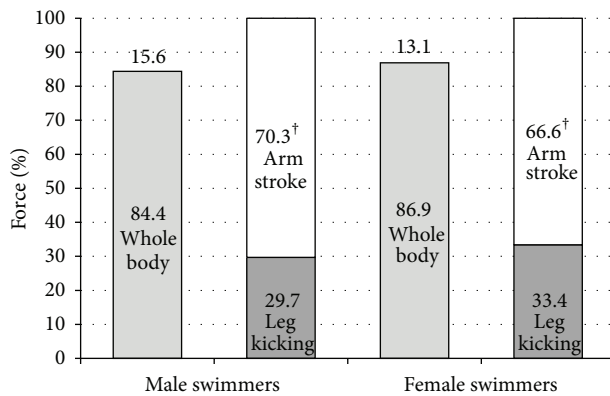 Force (%)
100
90
80
70
60
50
40
30
20
10
0
15.6
84.4
Whole
body
70.3†
Arm
stroke
29.7
Leg
kicking
13.1
86.9
Whole
body
66.6†
Arm
stroke
33.4
Leg
kicking
Male swimmers
Female swimmers